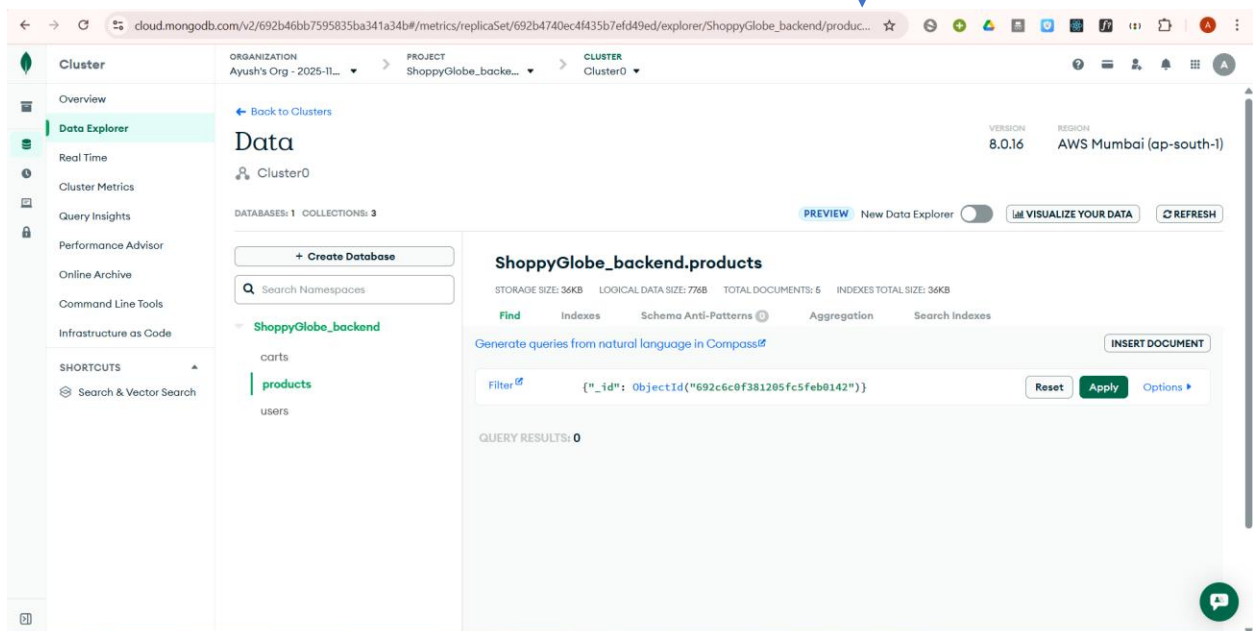 cloud.mongodb.com/v2/692b46bb7595835ba341a34b#/metrics/replicaSet/692b4740ec4f435b7efd49ed/explorer/ShoppyGlobe_backend/produc...
A
Cluster
ORGANIZATION
Ayush's Org - 2025-11...
PROJECT
ShoppyGlobe_backe...
CLUSTER
Cluster0
A
Overview
Data Explorer
Real Time
Cluster Metrics
Query Insights
Performance Advisor
Online Archive
Command Line Tools
Infrastructure as Code
SHORTCUTS
Search & Vector Search
Back to Clusters
Data
Cluster0
VERSION
8.0.16
REGION
AWS Mumbai (ap-south-1)
DATABASES: 1 COLLECTIONS: 3
PREVIEW New Data Explorer
VISUALIZE YOUR DATA
REFRESH
+ Create Database
Search Namespaces
ShoppyGlobe_backend
carts
products
users
ShoppyGlobe_backend.products
STORAGE SIZE: 36KB LOGICAL DATA SIZE: 776B TOTAL DOCUMENTS: 5 INDEXES TOTAL SIZE: 36KB
Find Indexes Schema Anti-Patterns 0 Aggregation Search Indexes
Generate queries from natural language in Compass
INSERT DOCUMENT
Filter {"_id": ObjectId("692c6c0f381205fc5feb0142")} Reset Apply Options
QUERY RESULTS: 0